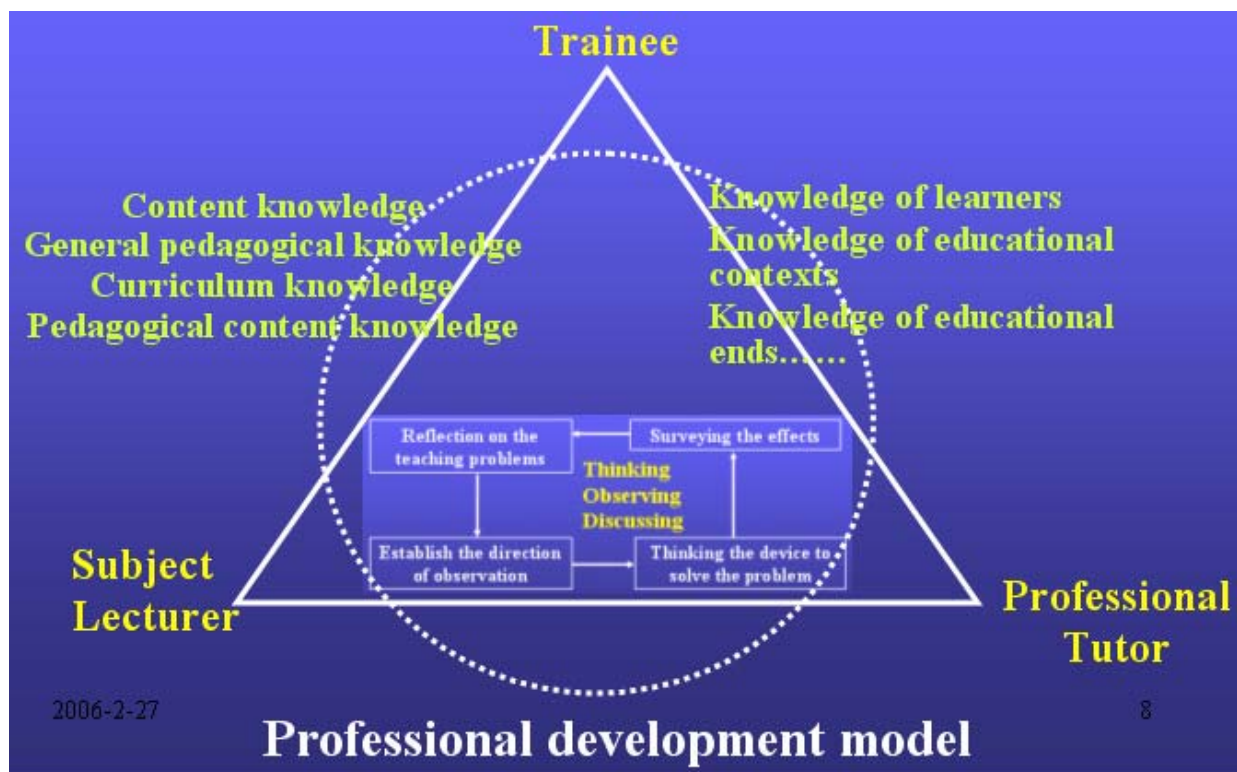 Trainee
Content knowledge
General pedagogical knowledge
Curriculum knowledge
Pedagogical content knowledge
Knowledge of learners
Knowledge of educational
contexts
Knowledge of educational
ends……
Reflection on the
teaching problems
Surveying the effects
Thinking
Observing
Discussing
Establish the direction
of observation
Thinking the device to
solve the problem
Subject
Lecturer
Professional
Tutor
2006-2-27
8
Professional development model